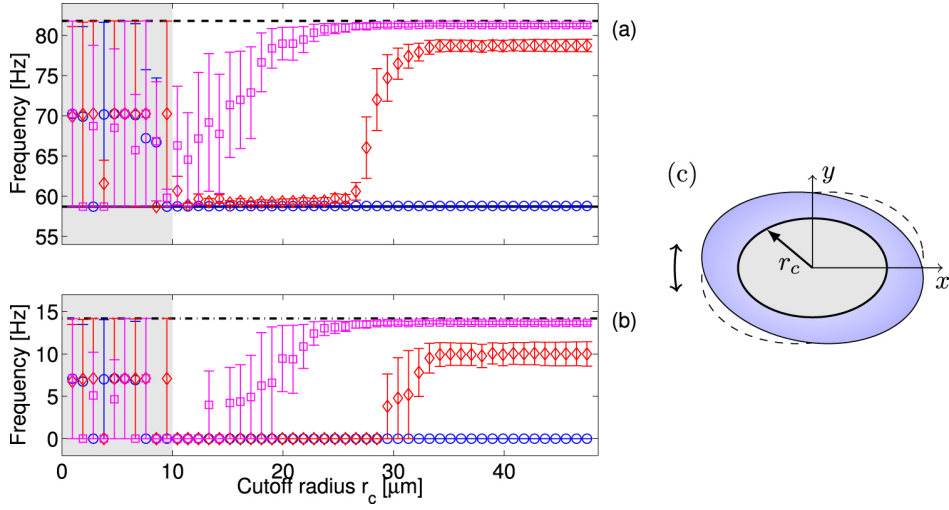 (a)
Frequency [Hz]
80
75
70
65
60
55
(b)
Frequency [Hz]
15
10
5
0
0
10
20
30
40
Cutoff radius r_c [μm]
(c)
y
r_c
x